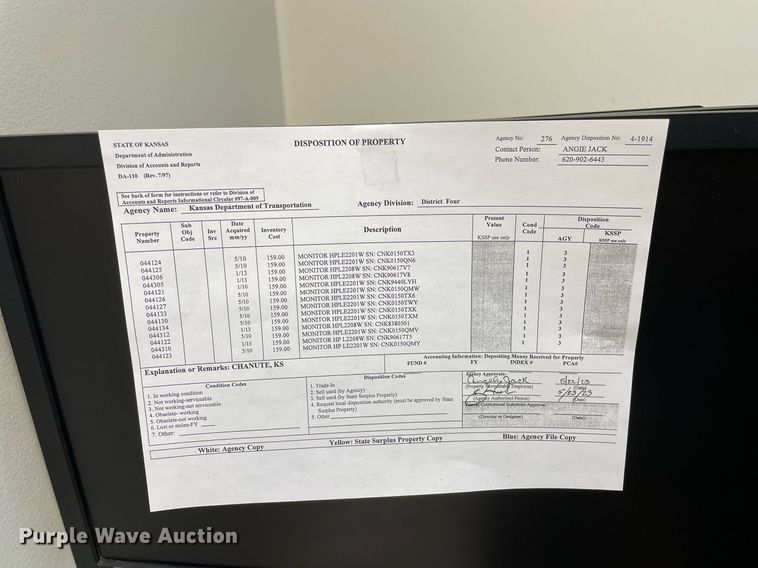 STATE OF KANSAS
Department of Administration
Division of Accounts and Reports
DA-110 (Rev. 7/97)
DISPOSITION OF PROPERTY
Agency No: 276 Agency Disposition No: 4-1914
Contact Person: ANGIE JACK
Phone Number: 620-902-6443
See back of form for instructions or refer to Division of
Accounts and Reports Informational Circular #97-A-009
Agency Name: Kansas Department of Transportation Agency Division: District Four
Property Number Sub Obj Code Inv Src Date Acquired mm/yy Inventory Cost Description Present Value KSSP use only Cond Code Disposition Code AGY KSSP KSSP use only
044124 5/10 159.00 MONITOR HPLE2201W SN: CNK0150TX3 1 3
044125 5/10 159.00 MONITOR HPLE2201W SN: CNK0150QN6 1 3
044306 1/13 159.00 MONITOR HPL2208W SN: CNK90617V7 1 3
044305 1/13 159.00 MONITOR HPL2208W SN: CNK90617V8 1 3
044121 1/10 159.00 MONITOR HPLE2201W SN: CNK9440LYH 1 3
044126 5/10 159.00 MONITOR HPLE2201W SN: CNK0150QMW 1 3
044127 5/10 159.00 MONITOR HPLE2201W SN: CNK0150TX6 1 3
044133 5/10 159.00 MONITOR HPLE2201W SN: CNK0150TWY 1 3
044130 5/10 159.00 MONITOR HPLE2201W SN: CNK0150TXK 1 3
044134 5/10 159.00 MONITOR HPLE2201W SN: CNK0150TXM 1 3
044312 1/13 159.00 MONITOR HPL2208W SN: CNK8380501 1 3
044122 5/10 159.00 MONITOR HPLE2201W SN: CNK0150QMV 1 3
044310 1/13 159.00 MONITOR HP L2208W SN: CNK90617T5 1 3
044123 5/10 159.00 MONITOR HP LE2201W SN: CNK0150QMY 1 3
Explanation or Remarks: CHANUTE, KS
Accounting Information: Depositing Money Received for Property
FUND # FY INDEX # PCA#
Condition Codes
1. In working condition
2. Not working-serviceable
3. Not working-not serviceable
4. Obsolete- working
5. Obsolete-not working
6. Lost or stolen-FY
7. Other:
Disposition Codes
1. Trade-In
2. Sell used (by Agency)
3. Sell used (by State Surplus Property)
4. Request local disposition authority (must be approved by State
Surplus Property)
5. Other
Agency Approvals:
Angela Jack 5/22/23
(Property Accountable Employee) (Date)
5/23/23
(Agency Authorized Person) (Date)
(Director or Designee) (Date)
White: Agency Copy Yellow: State Surplus Property Copy Blue: Agency File Copy
Purple Wave Auction